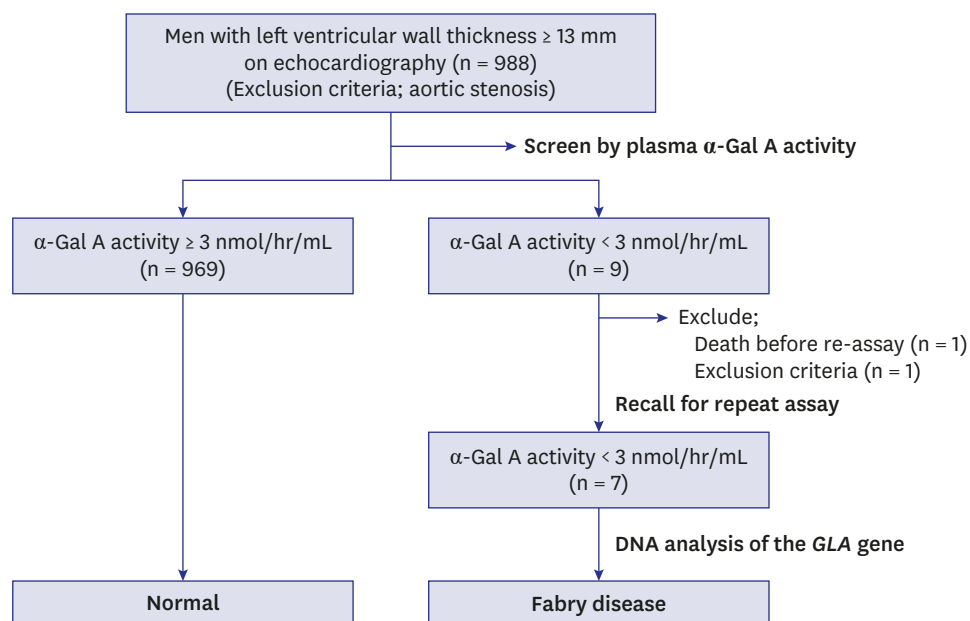 Men with left ventricular wall thickness ≥ 13 mm
on echocardiography (n = 988)
(Exclusion criteria; aortic stenosis)
Screen by plasma α-Gal A activity
α-Gal A activity ≥ 3 nmol/hr/mL
(n = 969)
α-Gal A activity < 3 nmol/hr/mL
(n = 9)
Exclude;
Death before re-assay (n = 1)
Exclusion criteria (n = 1)
Recall for repeat assay
α-Gal A activity < 3 nmol/hr/mL
(n = 7)
DNA analysis of the GLA gene
Normal
Fabry disease